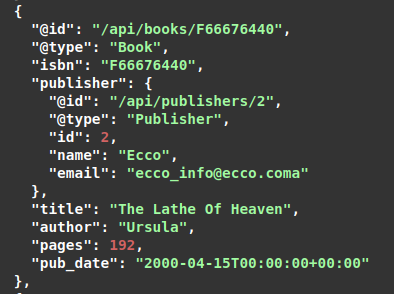 {
"@id": "/api/books/F66676440",
"@type": "Book",
"isbn": "F66676440",
"publisher": {
"@id": "/api/publishers/2",
"@type": "Publisher",
"id": 2,
"name": "Ecco",
"email": "ecco_info@ecco.coma"
},
"title": "The Lathe Of Heaven",
"author": "Ursula",
"pages": 192,
"pub_date": "2000-04-15T00:00:00+00:00"
},